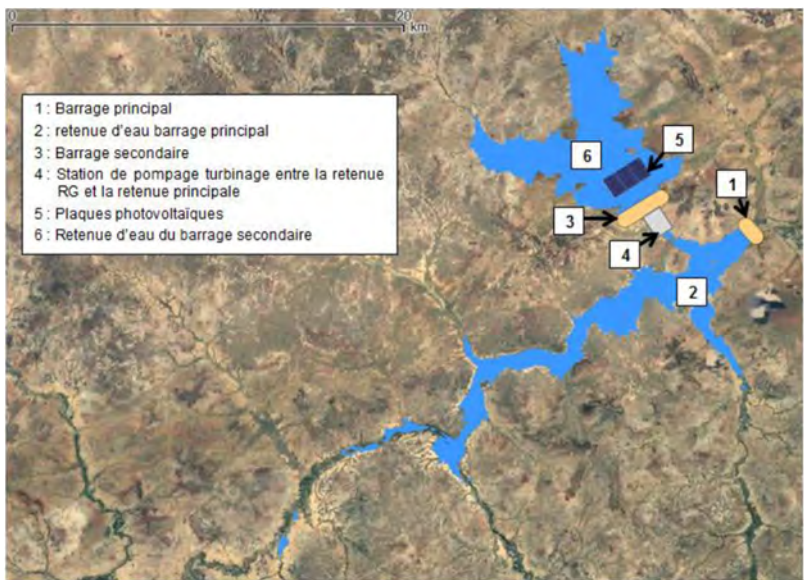 0 20
km
1 : Barrage principal
2 : retenue d'eau barrage principal
3 : Barrage secondaire
4 : Station de pompage turbinage entre la retenue
RG et la retenue principale
5 : Plaques photovoltaïques
6 : Retenue d'eau du barrage secondaire
5
6
1
3
4
2